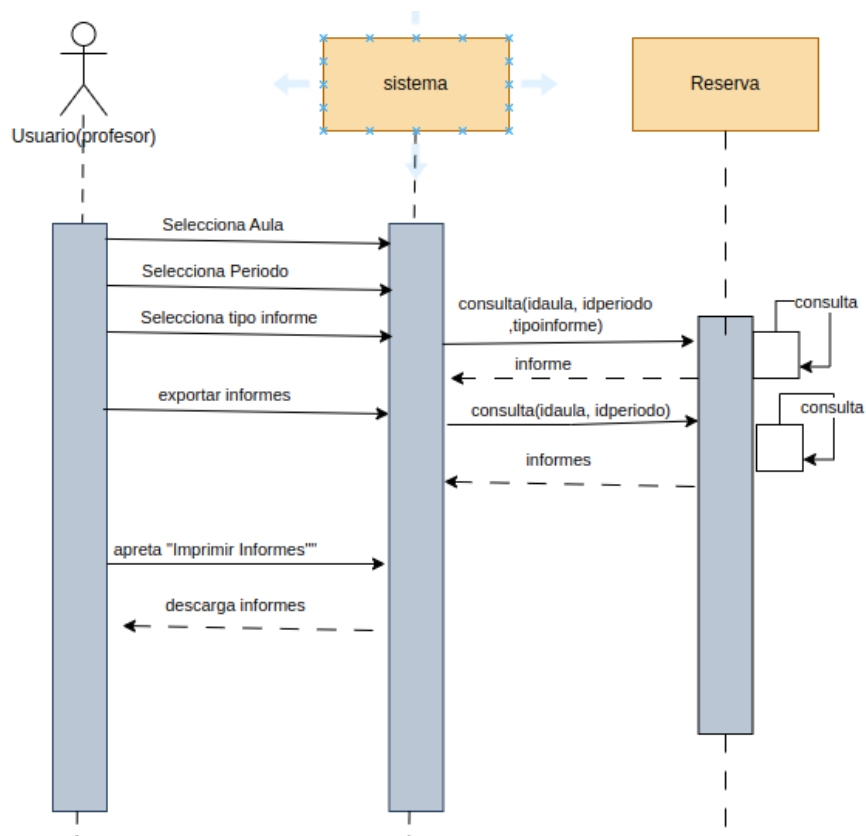 sistema
Reserva
Usuario(profesor)
Selecciona Aula
Selecciona Periodo
consulta(idaula, idperiodo
,tipoinforme)
consulta
Selecciona tipo informe
informe
exportar informes
consulta(idaula, idperiodo)
consulta
informes
apreta "Imprimir Informes""
descarga informes